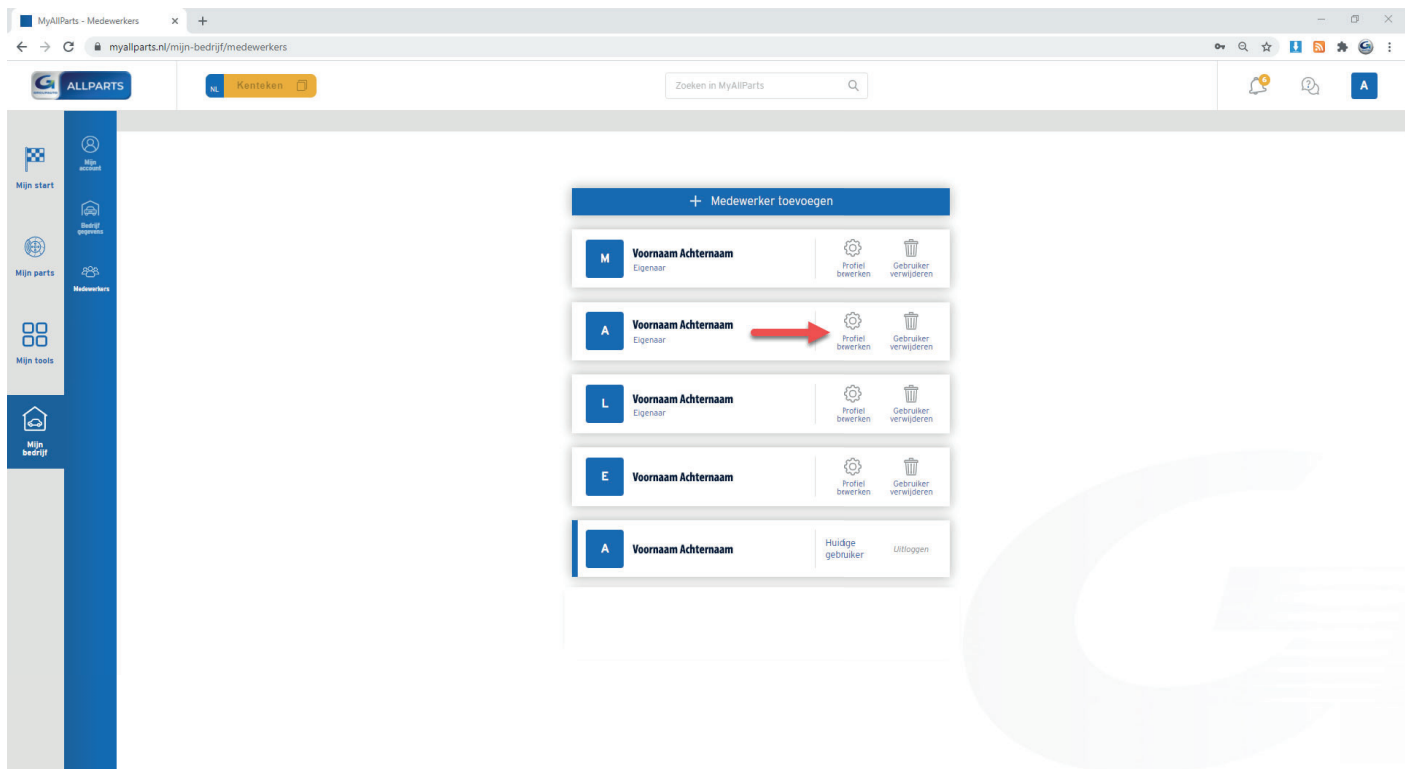 MyAllParts - Medewerkers
myallparts.nl/mijn-bedrijf/medewerkers
ALLPARTS
NL Kenteken
Zoeken in MyAllParts
6
A
Mijn start
Mijn parts
Mijn tools
Mijn
bedrijf
Mijn
account
Bedrijf
gegevens
Medewerkers
+ Medewerker toevoegen
M
Voornaam Achternaam
Eigenaar
Profiel
bewerken
Gebruiker
verwijderen
A
Voornaam Achternaam
Eigenaar
Profiel
bewerken
Gebruiker
verwijderen
L
Voornaam Achternaam
Eigenaar
Profiel
bewerken
Gebruiker
verwijderen
E
Voornaam Achternaam
Profiel
bewerken
Gebruiker
verwijderen
A
Voornaam Achternaam
Huidige
gebruiker
Uitloggen